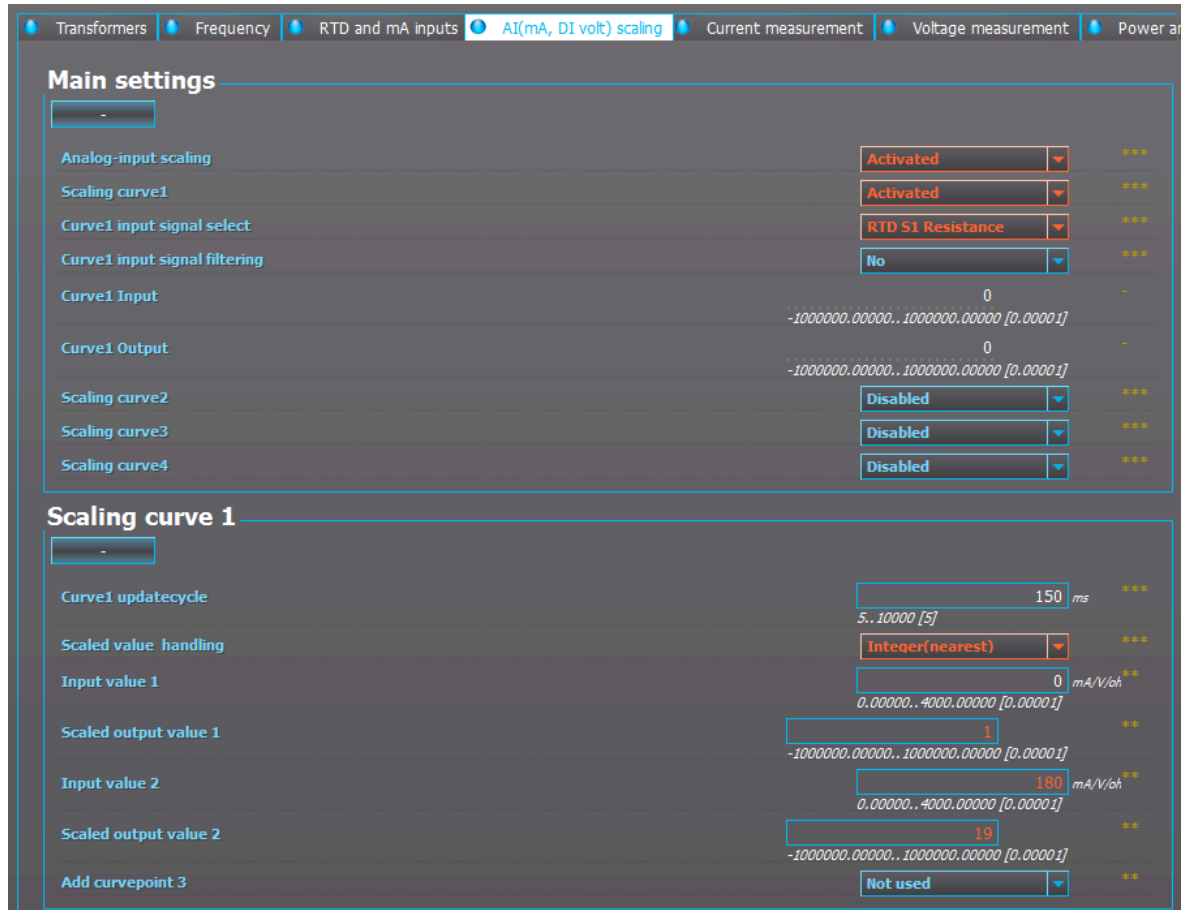 Transformers Frequency RTD and mA inputs AI(mA, DI volt) scaling Current measurement Voltage measurement Power ar
Main settings
-
Analog-input scaling Activated ***
Scaling curve1 Activated ***
Curve1 input signal select RTD S1 Resistance ***
Curve1 input signal filtering No ***
Curve1 Input 0 -
-1000000.00000..1000000.00000 [0.00001]
Curve1 Output 0 -
-1000000.00000..1000000.00000 [0.00001]
Scaling curve2 Disabled ***
Scaling curve3 Disabled ***
Scaling curve4 Disabled ***
Scaling curve 1
-
Curve1 updatecycle 150 ms ***
5..10000 [5]
Scaled value handling Integer(nearest) ***
Input value 1 0 mA/V/oh **
0.00000..4000.00000 [0.00001]
Scaled output value 1 1 **
-1000000.00000..1000000.00000 [0.00001]
Input value 2 180 mA/V/oh **
0.00000..4000.00000 [0.00001]
Scaled output value 2 19 **
-1000000.00000..1000000.00000 [0.00001]
Add curvepoint 3 Not used **